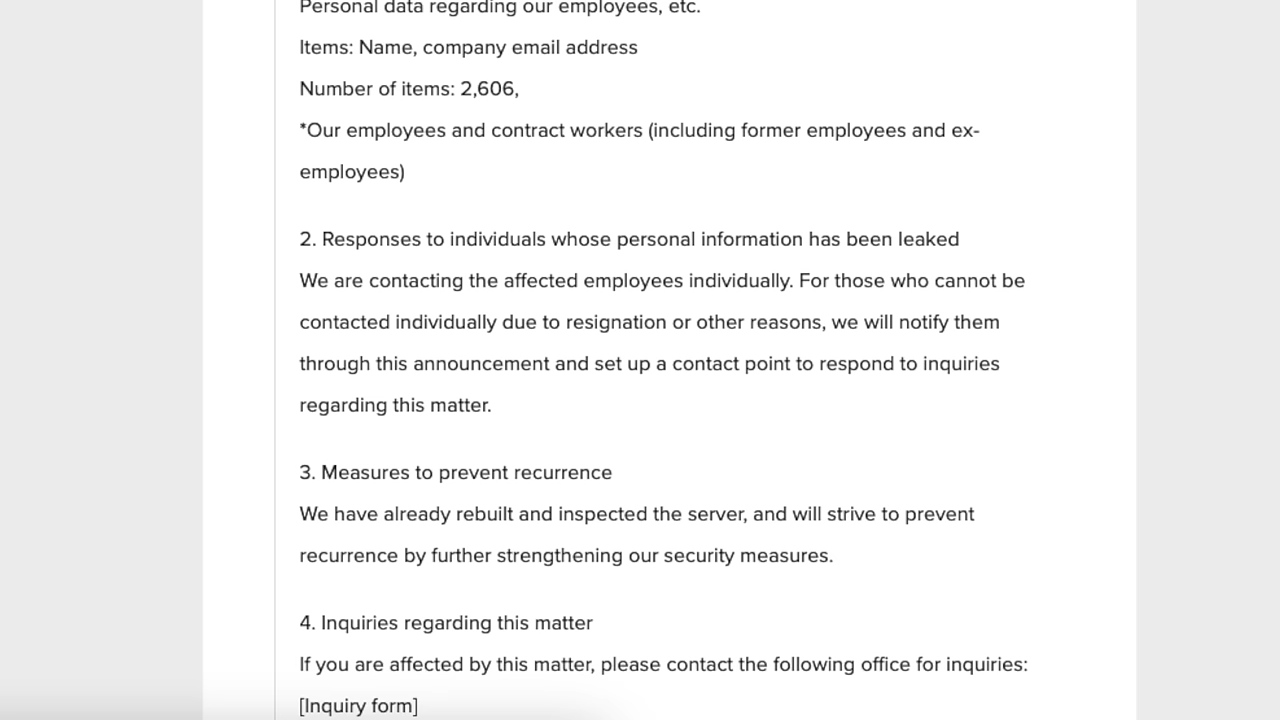 Personal data regarding our employees, etc.
Items: Name, company email address
Number of items: 2,606,
*Our employees and contract workers (including former employees and ex-
employees)
2. Responses to individuals whose personal information has been leaked
We are contacting the affected employees individually. For those who cannot be
contacted individually due to resignation or other reasons, we will notify them
through this announcement and set up a contact point to respond to inquiries
regarding this matter.
3. Measures to prevent recurrence
We have already rebuilt and inspected the server, and will strive to prevent
recurrence by further strengthening our security measures.
4. Inquiries regarding this matter
If you are affected by this matter, please contact the following office for inquiries:
[Inquiry form]